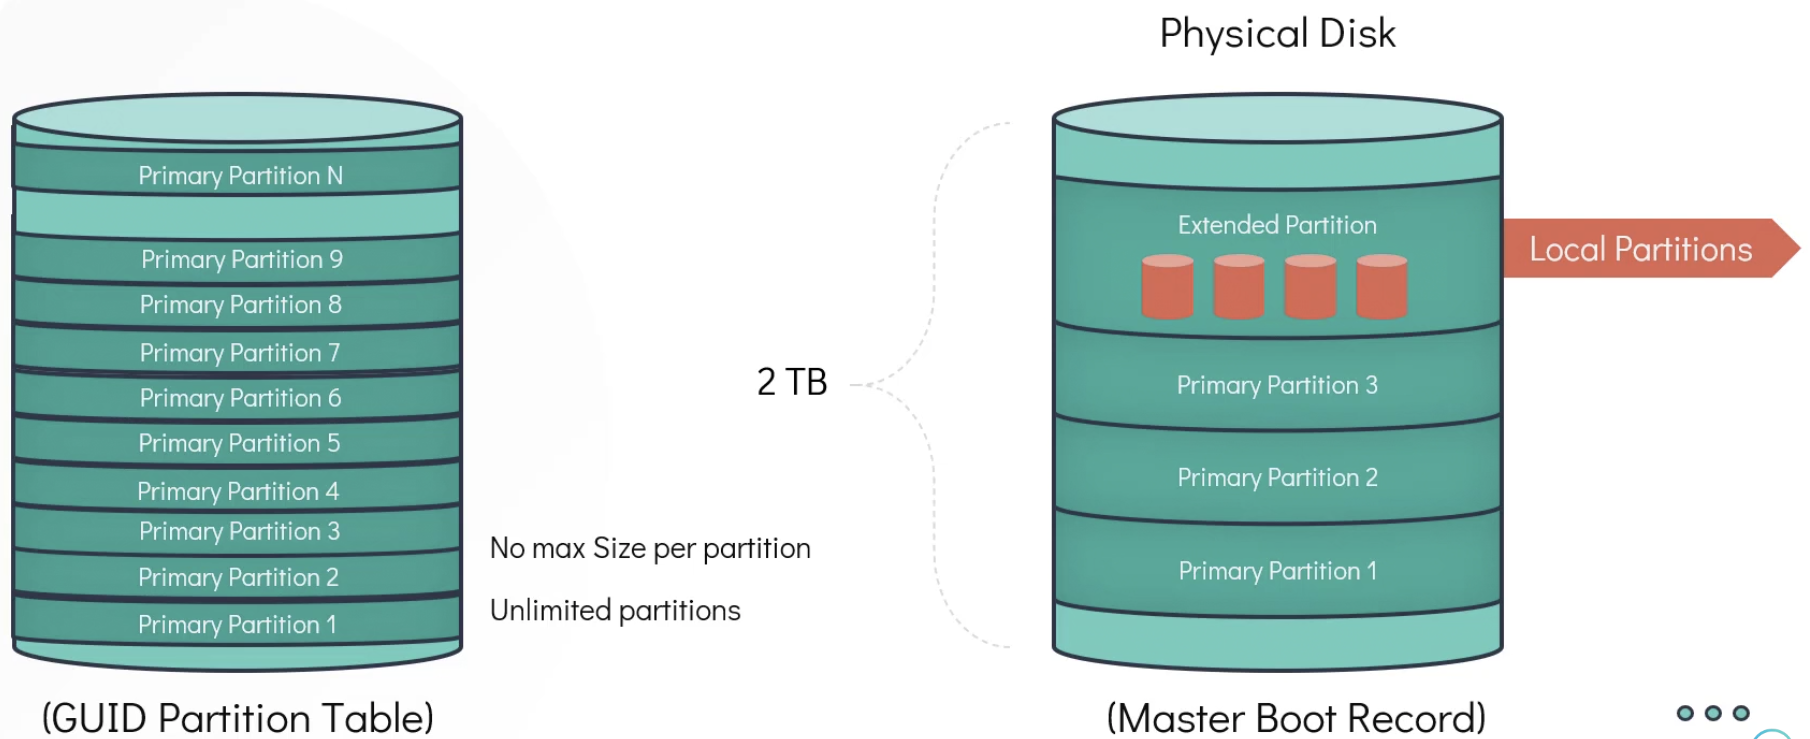 Physical Disk
Primary Partition N
Primary Partition 9
Primary Partition 8
Primary Partition 7
Primary Partition 6
Primary Partition 5
Primary Partition 4
Primary Partition 3
Primary Partition 2
Primary Partition 1
(GUID Partition Table)
No max Size per partition
Unlimited partitions
2 TB
Extended Partition
Local Partitions
Primary Partition 3
Primary Partition 2
Primary Partition 1
(Master Boot Record)